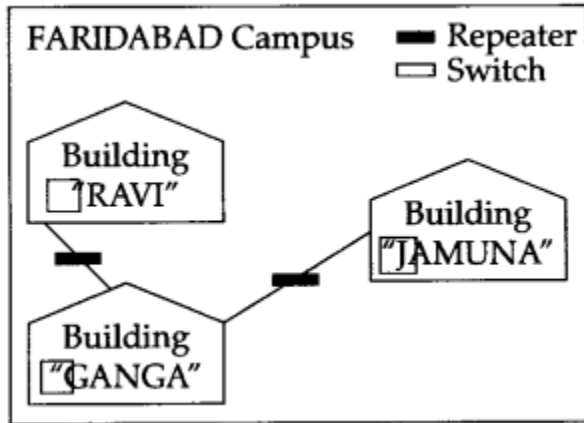 FARIDABAD Campus
Repeater
Switch
Building
"RAVI"
Building
"JAMUNA"
Building
"GANGA"